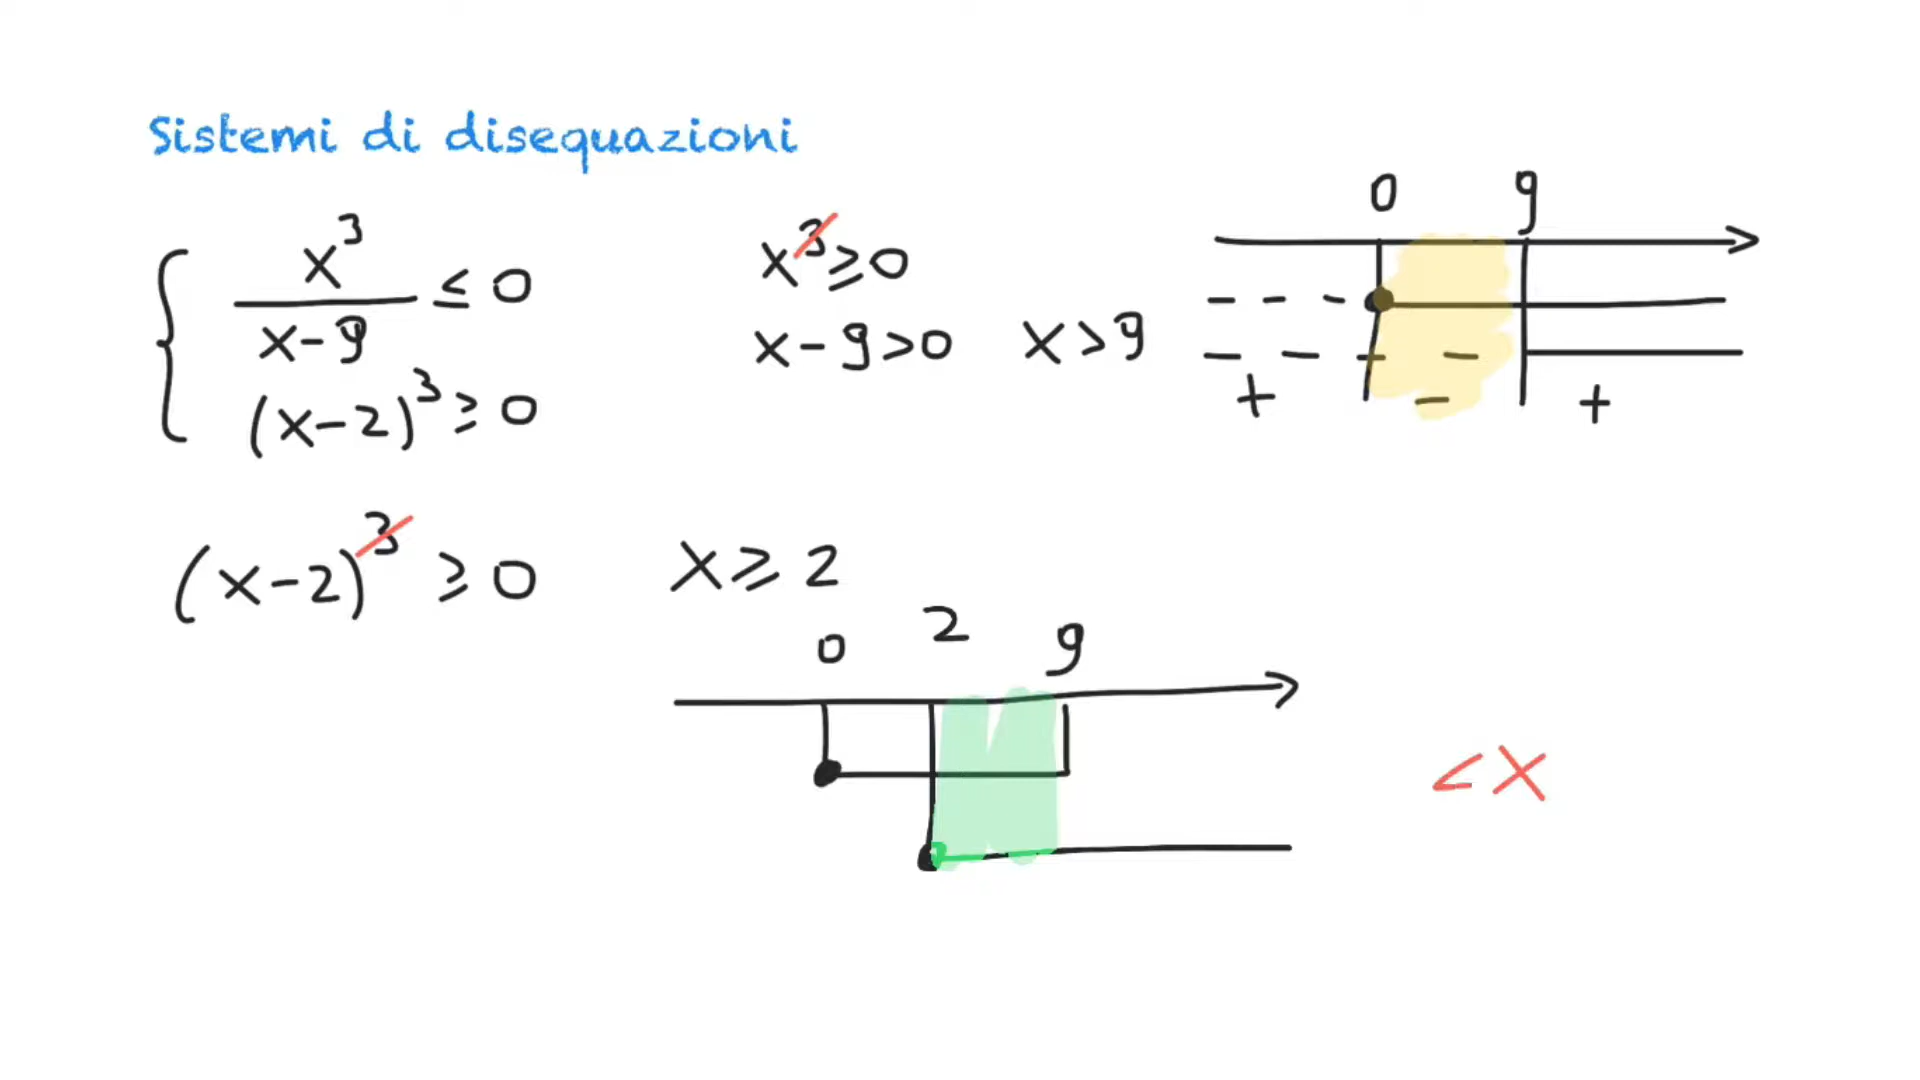 Sistemi di disequazioni
x³/(x-9) ≤ 0
(x-2)³ ≥ 0
x³ ≥ 0
x-9>0 x>9
0 9
+ - +
(x-2)³ ≥ 0 x ≥ 2
0 2 9
<x